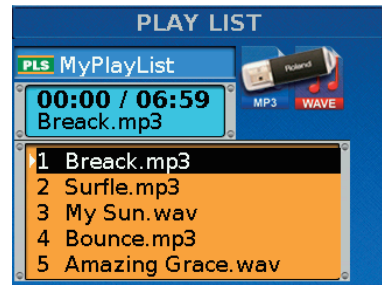 PLAY LIST
PLS MyPlayList
Roland
00:00 / 06:59
MP3 WAVE
Breack.mp3
1 Breack.mp3
2 Surfle.mp3
3 My Sun.wav
4 Bounce.mp3
5 Amazing Grace.wav